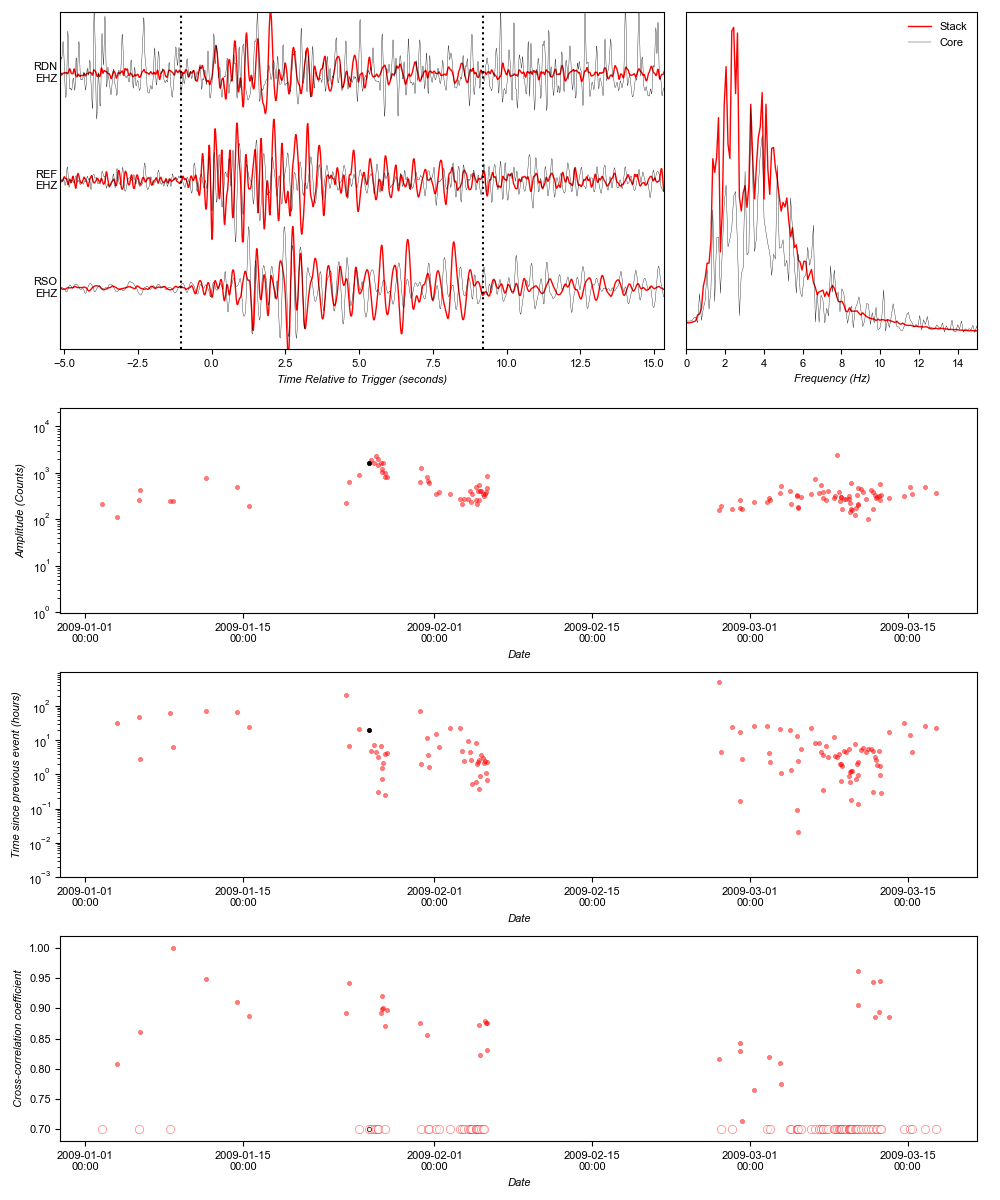 RDN
EHZ
REF
EHZ
RSO
EHZ
−5.0 −2.5 0.0 2.5 5.0 7.5 10.0 12.5 15.0
Time Relative to Trigger (seconds)
Stack
Core
0 2 4 6 8 10 12 14
Frequency (Hz)
10⁴
10³
10²
10¹
10⁰
Amplitude (Counts)
2009-01-01 00:00 2009-01-15 00:00 2009-02-01 00:00 2009-02-15 00:00 2009-03-01 00:00 2009-03-15 00:00
Date
10²
10¹
10⁰
10⁻¹
10⁻²
10⁻³
Time since previous event (hours)
2009-01-01 00:00 2009-01-15 00:00 2009-02-01 00:00 2009-02-15 00:00 2009-03-01 00:00 2009-03-15 00:00
Date
1.00
0.95
0.90
0.85
0.80
0.75
0.70
Cross-correlation coefficient
2009-01-01 00:00 2009-01-15 00:00 2009-02-01 00:00 2009-02-15 00:00 2009-03-01 00:00 2009-03-15 00:00
Date